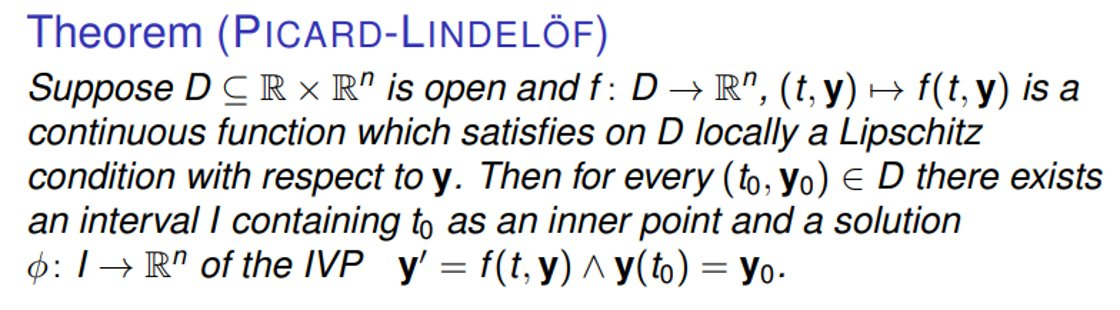 Theorem (PICARD-LINDELÖF)
Suppose D ⊆ ℝ × ℝⁿ is open and f: D → ℝⁿ, (t, y) ↦ f(t, y) is a
continuous function which satisfies on D locally a Lipschitz
condition with respect to y. Then for every (t₀, y₀) ∈ D there exists
an interval I containing t₀ as an inner point and a solution
ϕ: I → ℝⁿ of the IVP y′ = f(t, y) ∧ y(t₀) = y₀.